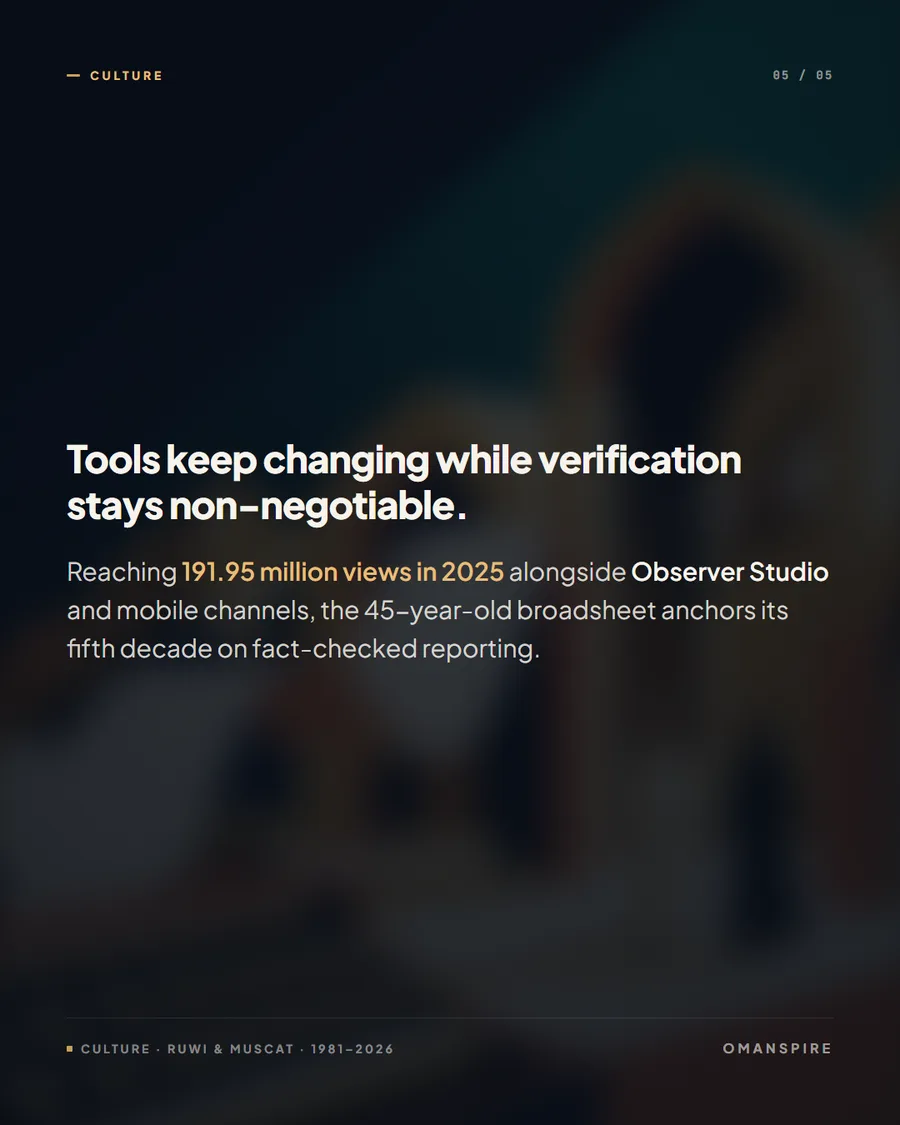 — CULTURE
05 / 05
Tools keep changing while verification
stays non-negotiable.
Reaching 191.95 million views in 2025 alongside Observer Studio
and mobile channels, the 45-year-old broadsheet anchors its
fifth decade on fact-checked reporting.
CULTURE · RUWI & MUSCAT · 1981–2026
OMANSPIRE